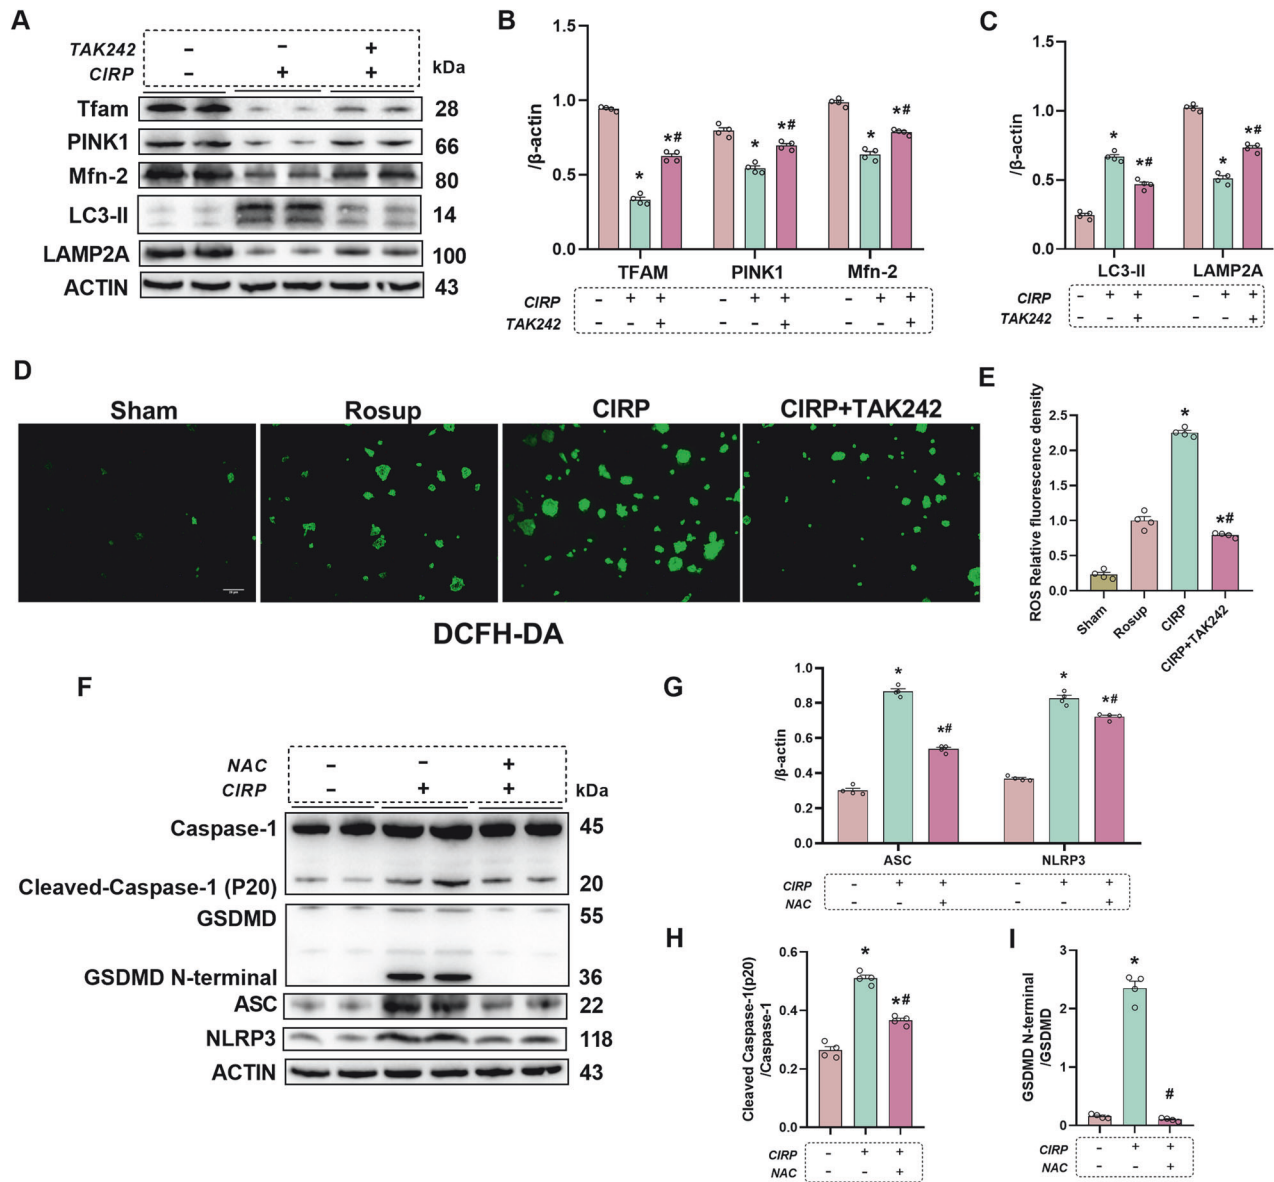 A
TAK242 - - +
CIRP - + +
kDa
Tfam 28
PINK1 66
Mfn-2 80
LC3-II 14
LAMP2A 100
ACTIN 43
B
/β-actin
1.5
1.0
0.5
0.0
* *# * *# * *#
TFAM PINK1 Mfn-2
CIRP - + + - + + - + +
TAK242 - - + - - + - - +
C
/β-actin
1.5
1.0
0.5
0.0
* *# * *#
LC3-II LAMP2A
CIRP - + + - + +
TAK242 - - + - - +
D
Sham Rosup CIRP CIRP+TAK242
DCFH-DA
E
ROS Relative fluorescence density
2.5
2.0
1.5
1.0
0.5
0.0
* *#
Sham Rosup CIRP CIRP+TAK242
F
NAC - - +
CIRP - + +
kDa
Caspase-1 45
Cleaved-Caspase-1 (P20) 20
GSDMD 55
GSDMD N-terminal 36
ASC 22
NLRP3 118
ACTIN 43
G
/β-actin
1.0
0.8
0.6
0.4
0.2
0.0
* *# * *#
ASC NLRP3
CIRP - + + - + +
NAC - - + - - +
H
Cleaved Caspase-1(p20)
/Caspase-1
0.6
0.4
0.2
0.0
* *#
CIRP - + +
NAC - - +
I
GSDMD N-terminal
/GSDMD
3
2
1
0
* #
CIRP - + +
NAC - - +